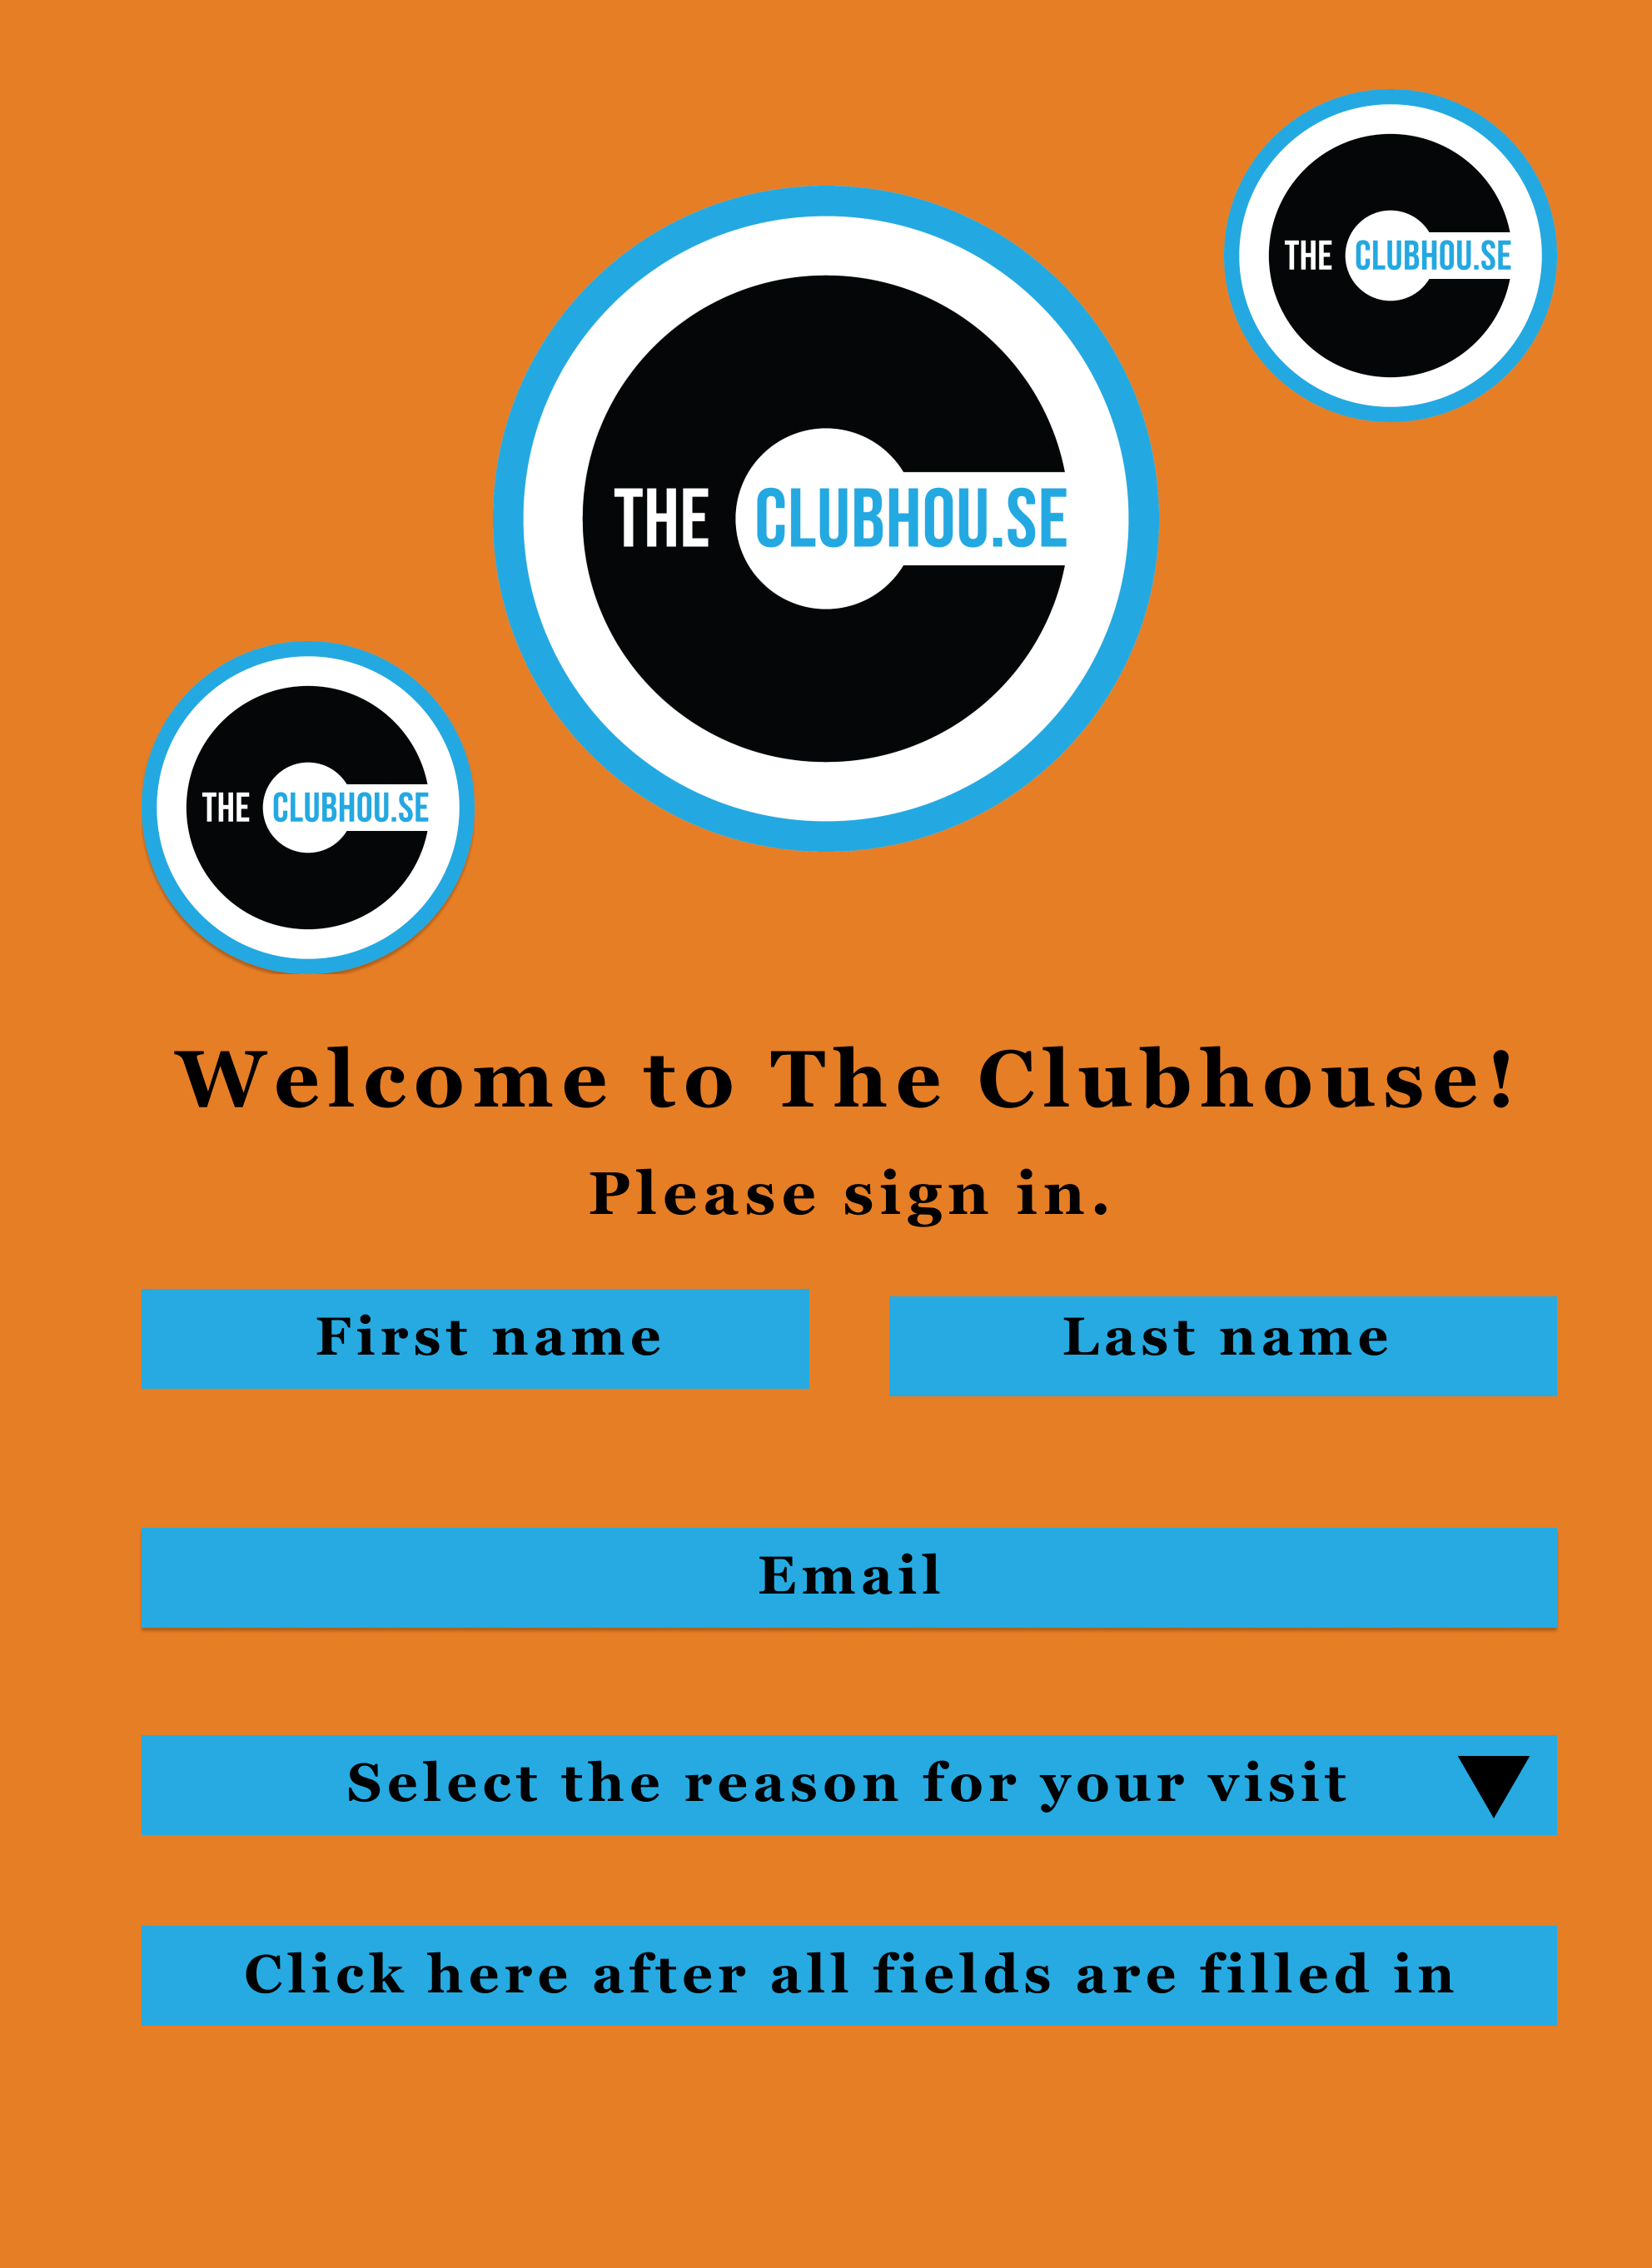 THE CLUBHOU.SE
THE CLUBHOU.SE
THE CLUBHOU.SE
Welcome to The Clubhouse!
Please sign in.
First name
Last name
Email
Select the reason for your visit
Click here after all fields are filled in